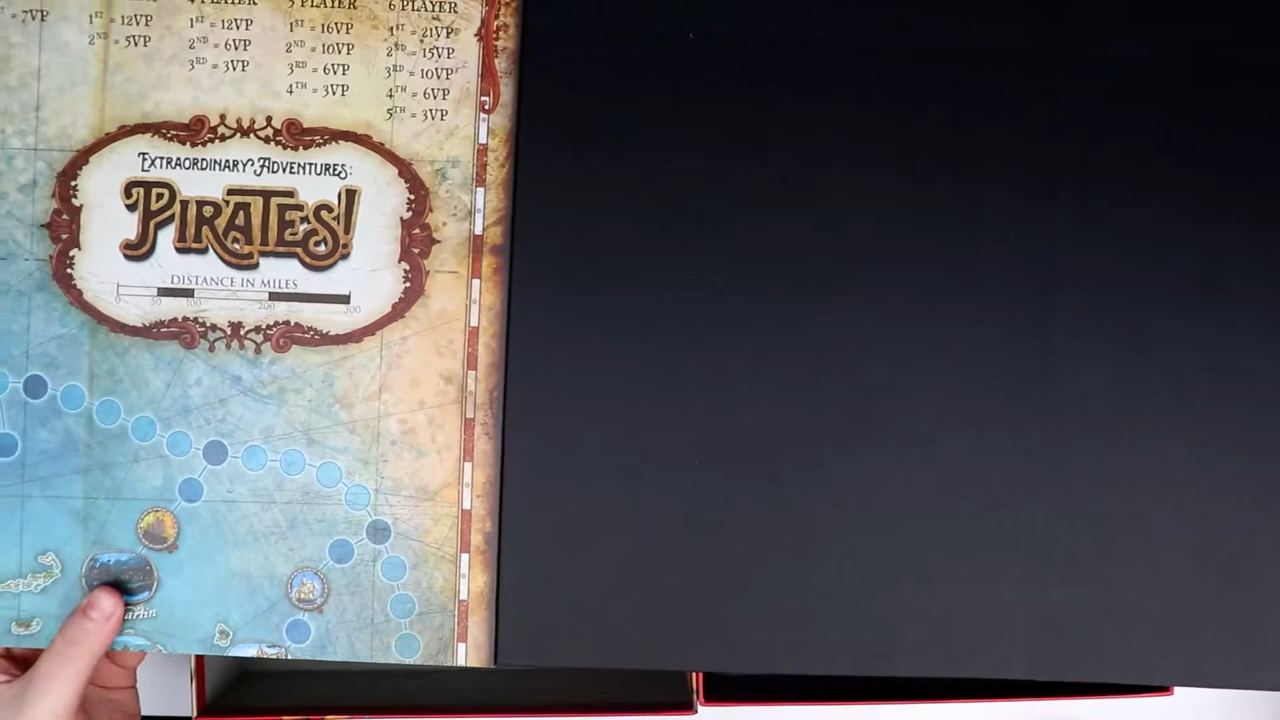 = 7VP
1ST = 12VP
2ND = 5VP
4 PLAYER
1ST = 12VP
2ND = 6VP
3RD = 3VP
5 PLAYER
1ST = 16VP
2ND = 10VP
3RD = 6VP
4TH = 3VP
6 PLAYER
1ST = 21VP
2ND = 15VP
3RD = 10VP
4TH = 6VP
5TH = 3VP
EXTRAORDINARY ADVENTURES:
PIRATES!
DISTANCE IN MILES
0 50 100 200 300